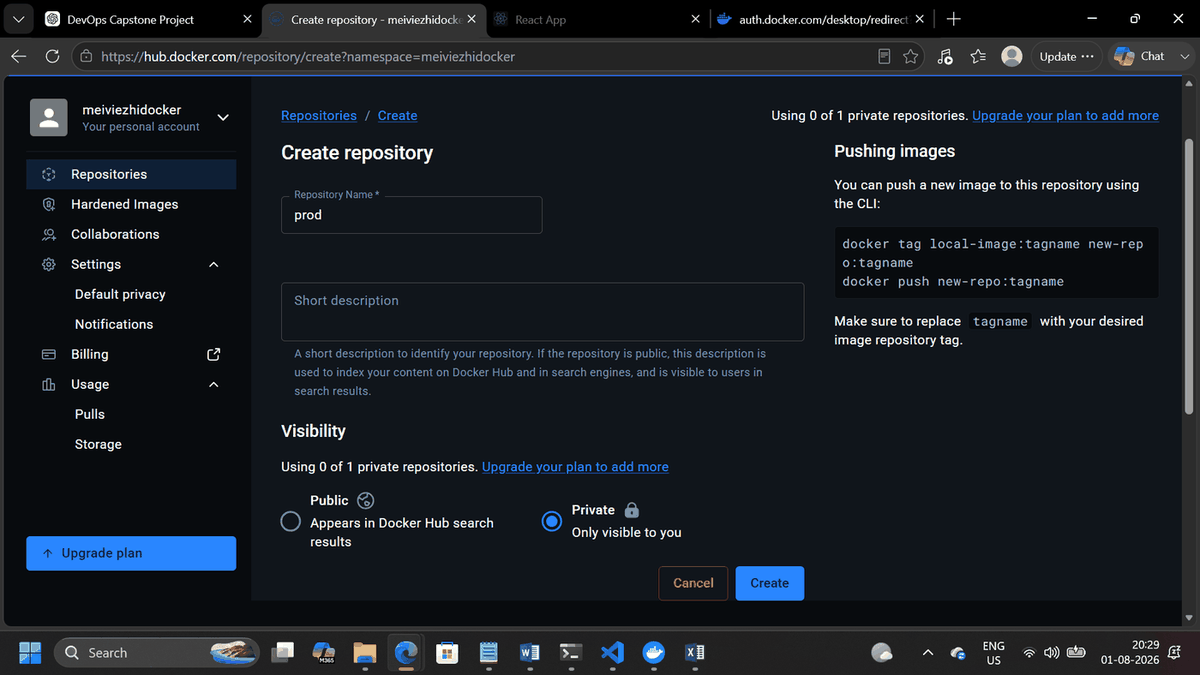 DevOps Capstone Project
Create repository - meiviezhidocke
React App
auth.docker.com/desktop/redirect
https://hub.docker.com/repository/create?namespace=meiviezhidocker
Update
Chat
meiviezhidocker
Your personal account
Repositories
Hardened Images
Collaborations
Settings
Default privacy
Notifications
Billing
Usage
Pulls
Storage
Upgrade plan
Repositories / Create
Using 0 of 1 private repositories. Upgrade your plan to add more
Create repository
Repository Name *
prod
Short description
A short description to identify your repository. If the repository is public, this description is
used to index your content on Docker Hub and in search engines, and is visible to users in
search results.
Visibility
Using 0 of 1 private repositories. Upgrade your plan to add more
Public
Appears in Docker Hub search
results
Private
Only visible to you
Cancel
Create
Pushing images
You can push a new image to this repository using
the CLI:
docker tag local-image:tagname new-rep
o:tagname
docker push new-repo:tagname
Make sure to replace tagname with your desired
image repository tag.
Search
M365
ENG
US
20:29
01-08-2026